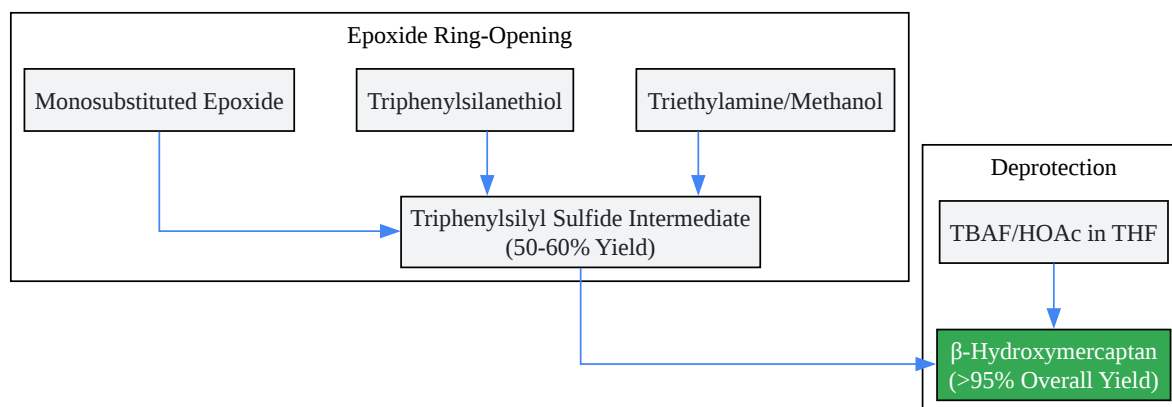 Epoxide Ring-Opening
Monosubstituted Epoxide
Triphenylsilanethiol
Triethylamine/Methanol
Triphenylsilyl Sulfide Intermediate
(50-60% Yield)
Deprotection
TBAF/HOAc in THF
β-Hydroxymercaptan
(>95% Overall Yield)